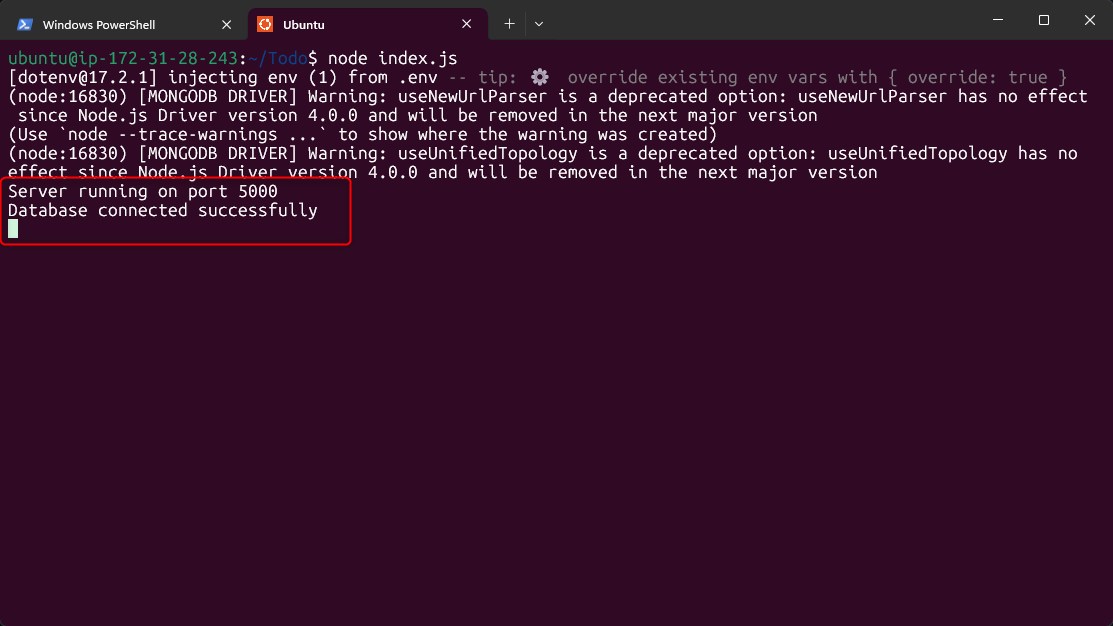 Windows PowerShell
Ubuntu
ubuntu@ip-172-31-28-243:~/Todo$ node index.js
[dotenv@17.2.1] injecting env (1) from .env -- tip: ⚙ override existing env vars with { override: true }
(node:16830) [MONGODB DRIVER] Warning: useNewUrlParser is a deprecated option: useNewUrlParser has no effect
since Node.js Driver version 4.0.0 and will be removed in the next major version
(Use `node --trace-warnings ...` to show where the warning was created)
(node:16830) [MONGODB DRIVER] Warning: useUnifiedTopology is a deprecated option: useUnifiedTopology has no
effect since Node.js Driver version 4.0.0 and will be removed in the next major version
Server running on port 5000
Database connected successfully